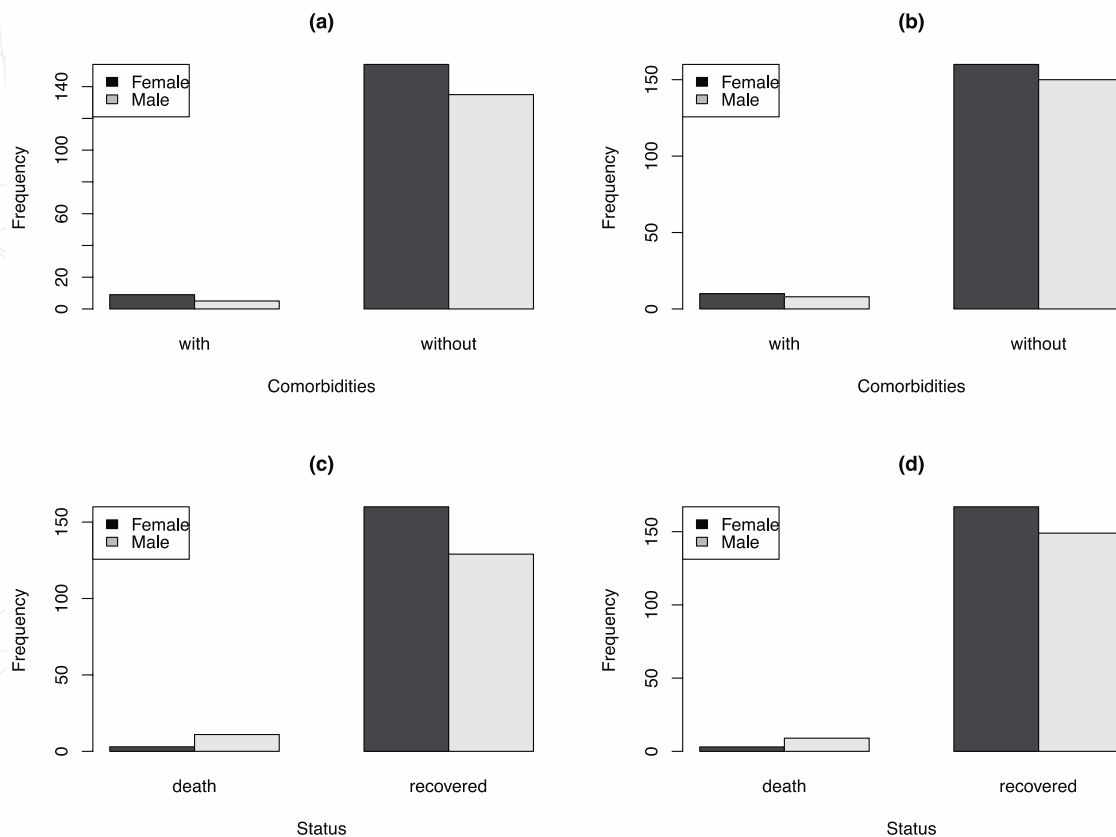 (a)
Female
Male
Frequency
0 20 60 100 140
with without
Comorbidities
(b)
Female
Male
Frequency
0 50 100 150
with without
Comorbidities
(c)
Female
Male
Frequency
0 50 100 150
death recovered
Status
(d)
Female
Male
Frequency
0 50 100 150
death recovered
Status